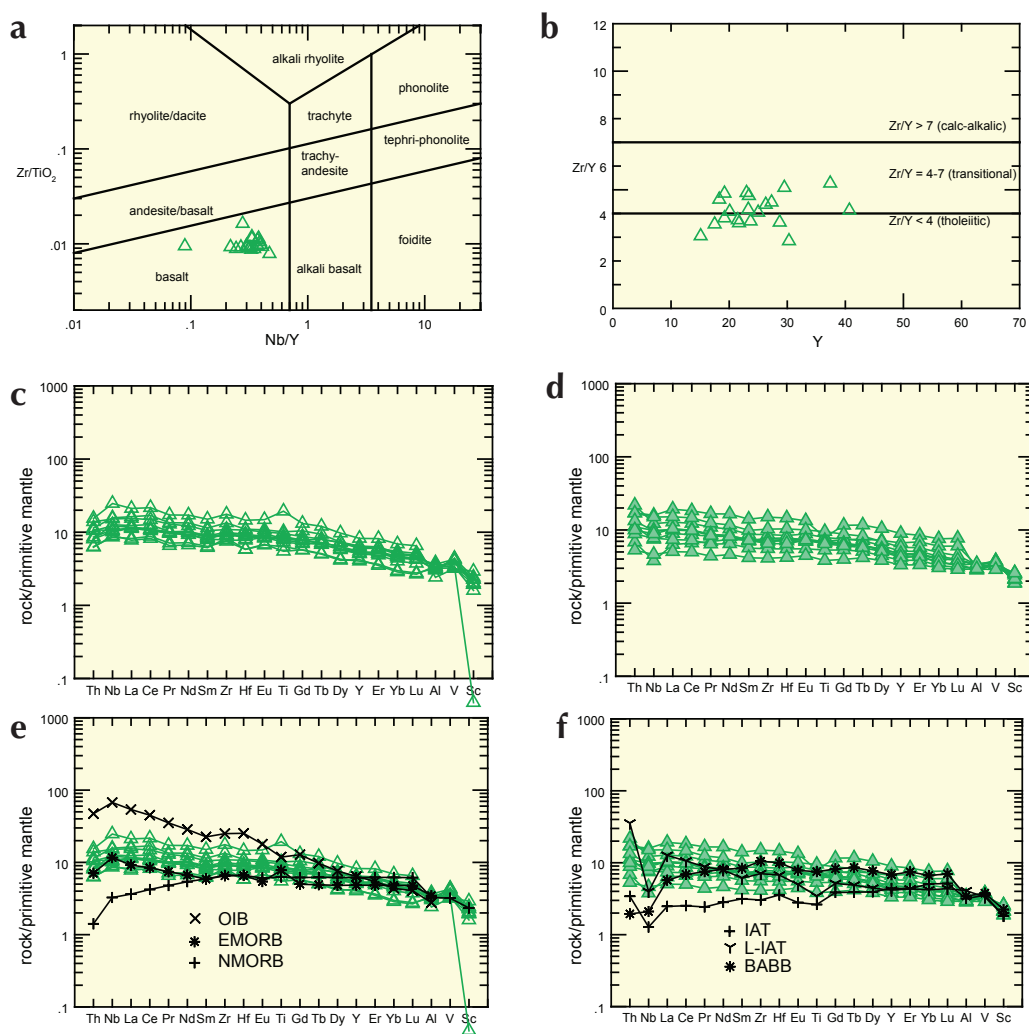 a
1
.1
.01
Zr/TiO2
alkali rhyolite
phonolite
rhyolite/dacite
trachyte
tephri-phonolite
trachy-
andesite
andesite/basalt
foidite
basalt
alkali basalt
.01
.1
1
10
Nb/Y
b
12
10
8
Zr/Y 6
4
2
0
Zr/Y > 7 (calc-alkalic)
Zr/Y = 4-7 (transitional)
Zr/Y < 4 (tholeiitic)
0 10 20 30 40 50 60 70
Y
c
1000
100
10
1
.1
rock/primitive mantle
Th Nb La Ce Pr Nd Sm Zr Hf Eu Ti Gd Tb Dy Y Er Yb Lu Al V Sc
d
1000
100
10
1
.1
rock/primitive mantle
Th Nb La Ce Pr Nd Sm Zr Hf Eu Ti Gd Tb Dy Y Er Yb Lu Al V Sc
e
1000
100
10
1
.1
rock/primitive mantle
OIB
EMORB
NMORB
Th Nb La Ce Pr Nd Sm Zr Hf Eu Ti Gd Tb Dy Y Er Yb Lu Al V Sc
f
1000
100
10
1
.1
rock/primitive mantle
IAT
L-IAT
BABB
Th Nb La Ce Pr Nd Sm Zr Hf Eu Ti Gd Tb Dy Y Er Yb Lu Al V Sc